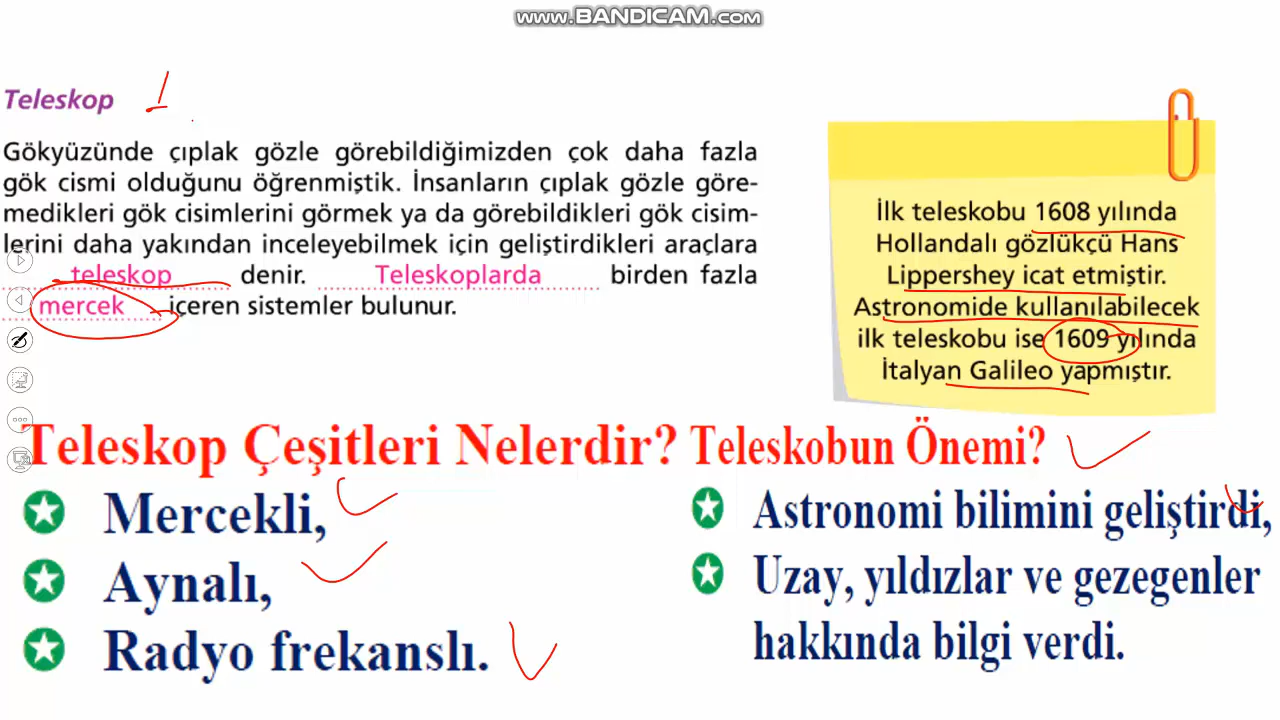 www.BANDICAM.com
Teleskop
Gökyüzünde çıplak gözle görebildiğimizden çok daha fazla
gök cismi olduğunu öğrenmiştik. İnsanların çıplak gözle göre-
medikleri gök cisimlerini görmek ya da görebildikleri gök cisim-
lerini daha yakından inceleyebilmek için geliştirdikleri araçlara
teleskop denir. Teleskoplarda birden fazla
mercek içeren sistemler bulunur.
İlk teleskobu 1608 yılında
Hollandalı gözlükçü Hans
Lippershey icat etmiştir.
Astronomide kullanılabilecek
ilk teleskobu ise 1609 yılında
İtalyan Galileo yapmıştır.
Teleskop Çeşitleri Nelerdir?
Mercekli,
Aynalı,
Radyo frekanslı.
Teleskobun Önemi?
Astronomi bilimini geliştirdi,
Uzay, yıldızlar ve gezegenler
hakkında bilgi verdi.